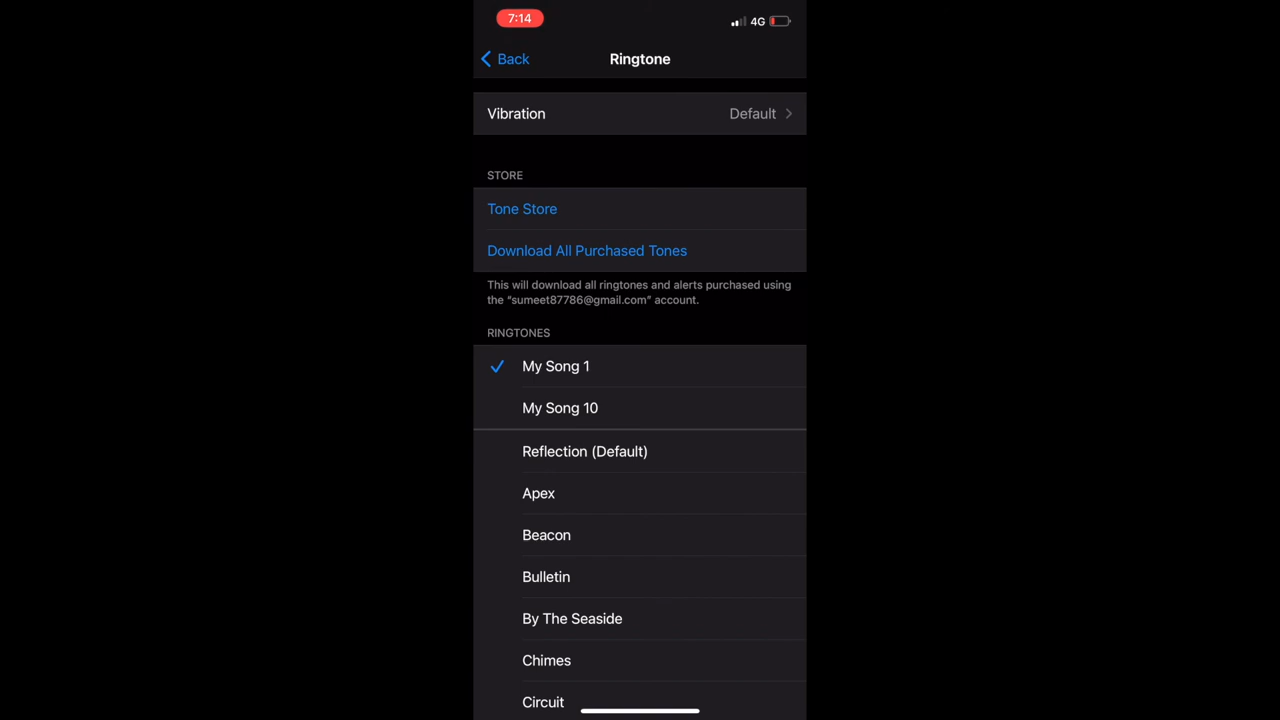 7:14
4G
Back
Ringtone
Vibration
Default
STORE
Tone Store
Download All Purchased Tones
This will download all ringtones and alerts purchased using
the “sumeet87786@gmail.com” account.
RINGTONES
My Song 1
My Song 10
Reflection (Default)
Apex
Beacon
Bulletin
By The Seaside
Chimes
Circuit